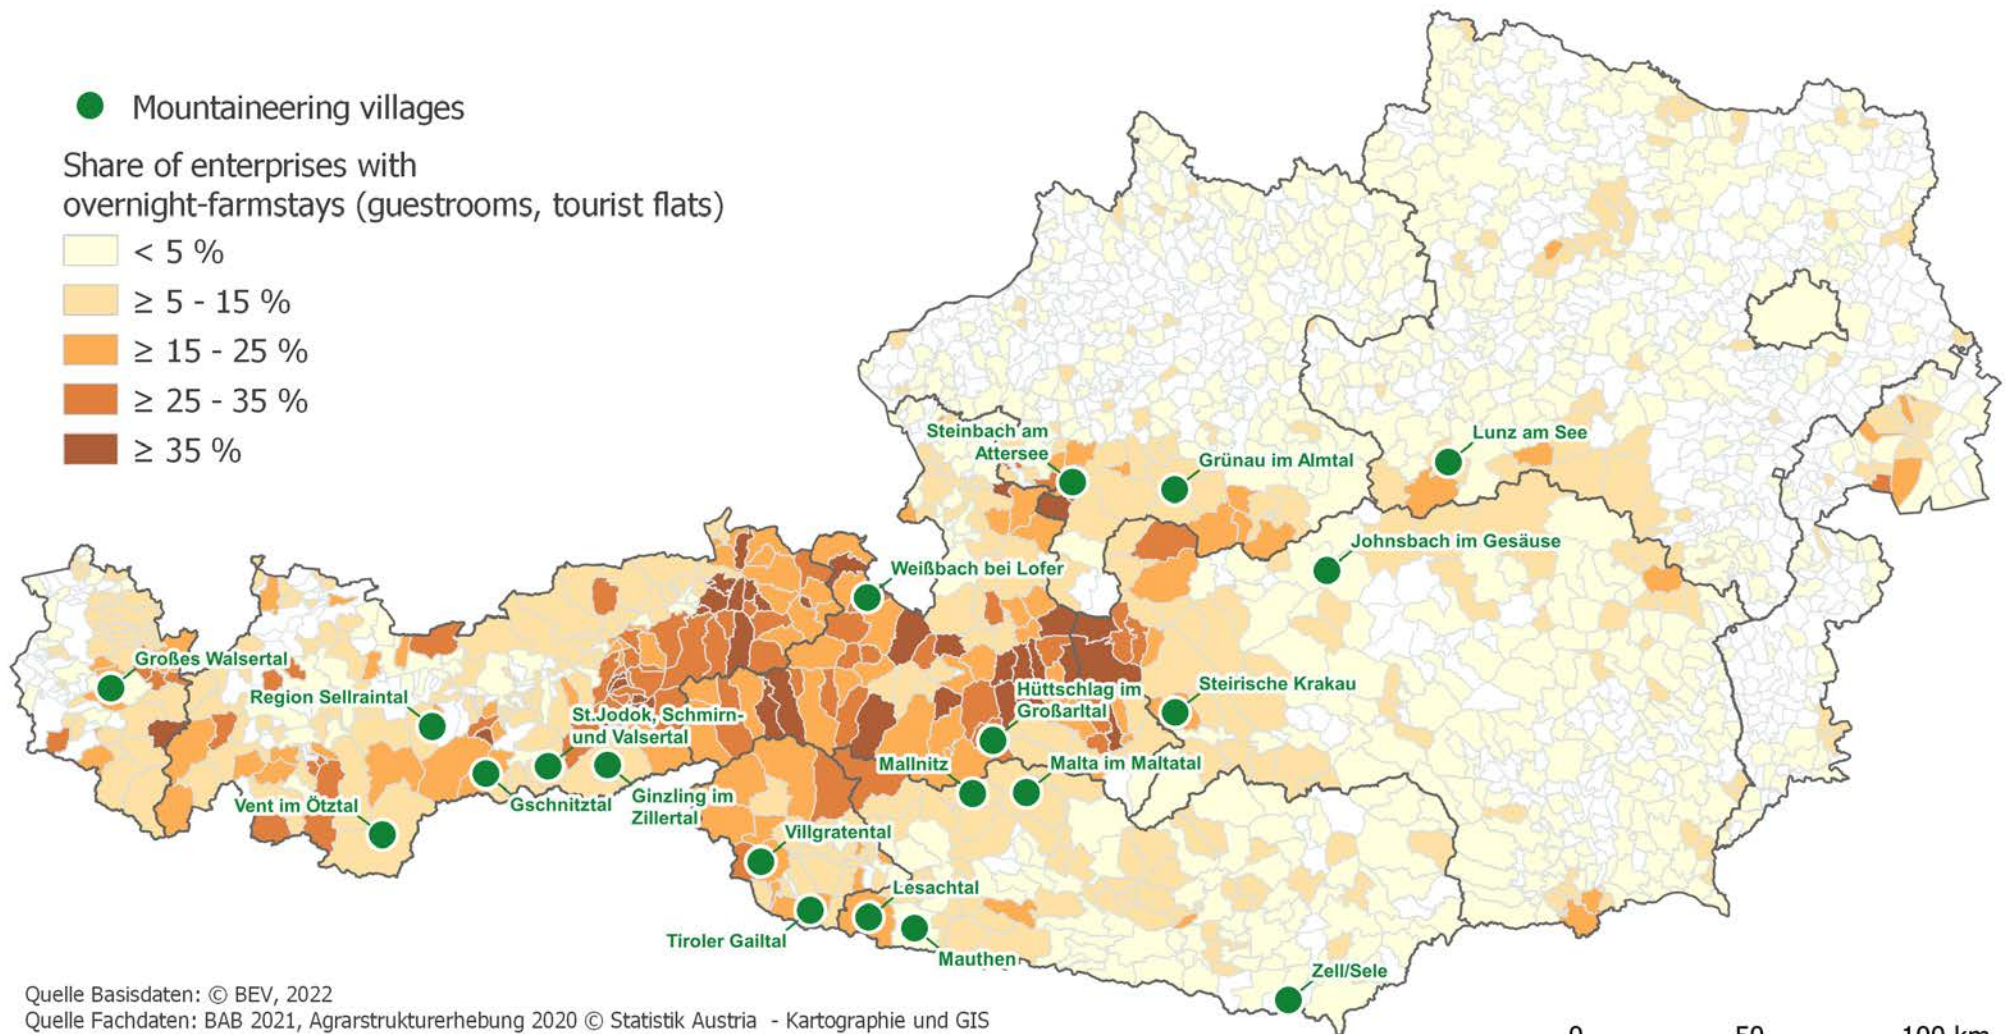 Mountaineering villages
Share of enterprises with
overnight-farmstays (guestrooms, tourist flats)
< 5 %
≥ 5 - 15 %
≥ 15 - 25 %
≥ 25 - 35 %
≥ 35 %
Steinbach am
Attersee
Grünau im Almtal
Lunz am See
Johnsbach im Gesäuse
Weißbach bei Lofer
Großes Walsertal
Region Sellraintal
St.Jodok, Schmirn-
und Valsertal
Hüttschlag im
Großarltal
Steirische Krakau
Mallnitz
Malta im Maltatal
Vent im Ötztal
Gschnitztal
Ginzling im
Zillertal
Villgratental
Lesachtal
Tiroler Gailtal
Mauthen
Zell/Sele
Quelle Basisdaten: © BEV, 2022
Quelle Fachdaten: BAB 2021, Agrarstrukturerhebung 2020 © Statistik Austria - Kartographie und GIS
0 50 100 km